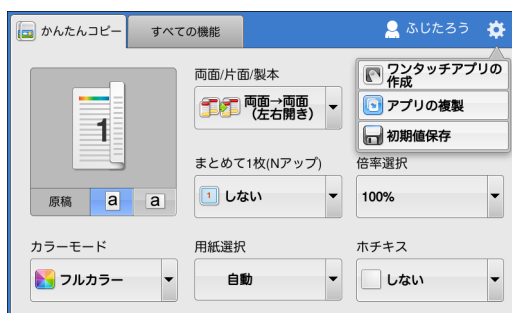 かんたんコピー
すべての機能
ふじたろう
ワンタッチアプリの
作成
アプリの複製
初期値保存
1
原稿
a
a
両面/片面/製本
両面→両面
(左右開き)
まとめて1枚(Nアップ)
1
しない
倍率選択
100%
カラーモード
フルカラー
用紙選択
自動
ホチキス
しない